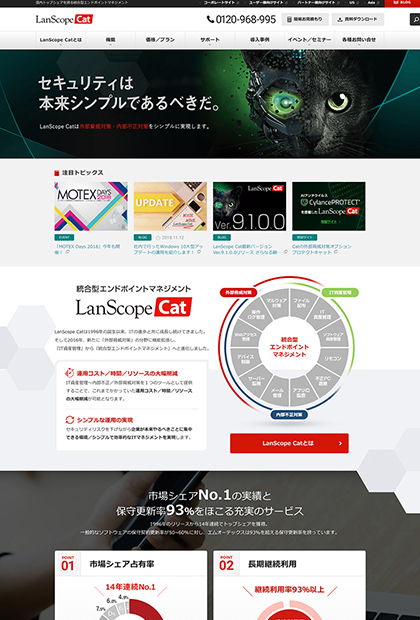 国内トップシェアを誇る統合型エンドポイントマネジメント
コーポレートサイト
ユーザー様向けサイト
パートナー様向けサイト
US
Asia
BLOG
LanScope Cat
0120-968-995
資料ダウンロード
LanScope Catとは
機能
価格／プラン
サポート
導入事例
イベント／セミナー
各種お問合せ
セキュリティは
本来シンプルであるべきだ。
LanScope Catは外部脅威対策・内部不正対策をシンプルに実現します。
注目トピックス
MOTEX
DAYS
2018
UPDATE
LanScope Cat
Ver.9.1.0.0
CylancePROTECT
EVENT
「MOTEX Days 2018」今年も開催！
BLOG
2018.11.12
社内で行ったWindows 10大型アップデートの運用を紹介します！
BLOG
LanScope Cat最新バージョン
Ver.9.1.0.0がリリース
Catの外部脅威対策オプション
プロテクトキャット
統合型エンドポイントマネジメント
LanScope Cat
LanScope Catは1996年の誕生以来、ITの進歩と共に成長し続けてきました。
そして2016年、新たに「外部脅威対策」の分野に機能拡張し、
「IT資産管理」から「統合型エンドポイントマネジメント」へと進化しました。
運用コスト／時間／リソースの大幅削減
IT資産管理～内部不正／外部脅威対策を1つのツールとして提供
することで、これまでかかっていた運用コスト／時間／リソース
の大幅削減が可能となります。
シンプルな運用の実現
セキュリティリスクを下げながら企業が本来やるべきことに集中
できる環境／シンプルで効率的なITマネジメントを実現します。
外部脅威対策
IT資産管理
内部不正対策
マルウェア対策
ファイル配布
IT資産管理
ソフトウェア資産管理
リモコン
不正PC遮断
アプリID管理
メール管理
サーバー監視
デバイス制御
Webアクセス管理
操作ログ管理
統合型
エンドポイント
マネジメント
LanScope Catとは
市場シェアNo.1の実績と
保守更新率93%をほこる充実のサービス
1996年のリリースから14年連続でトップシェアを獲得。
一般的なソフトウェアの保守契約更新率が50~60%に対し、エムオーテックスは93%を超える保守更新率を誇っています。
POINT
01
市場シェア占有率
14年連続No.1
6.0%
4.9%
7.9%
POINT
02
長期継続利用
継続利用率93%以上